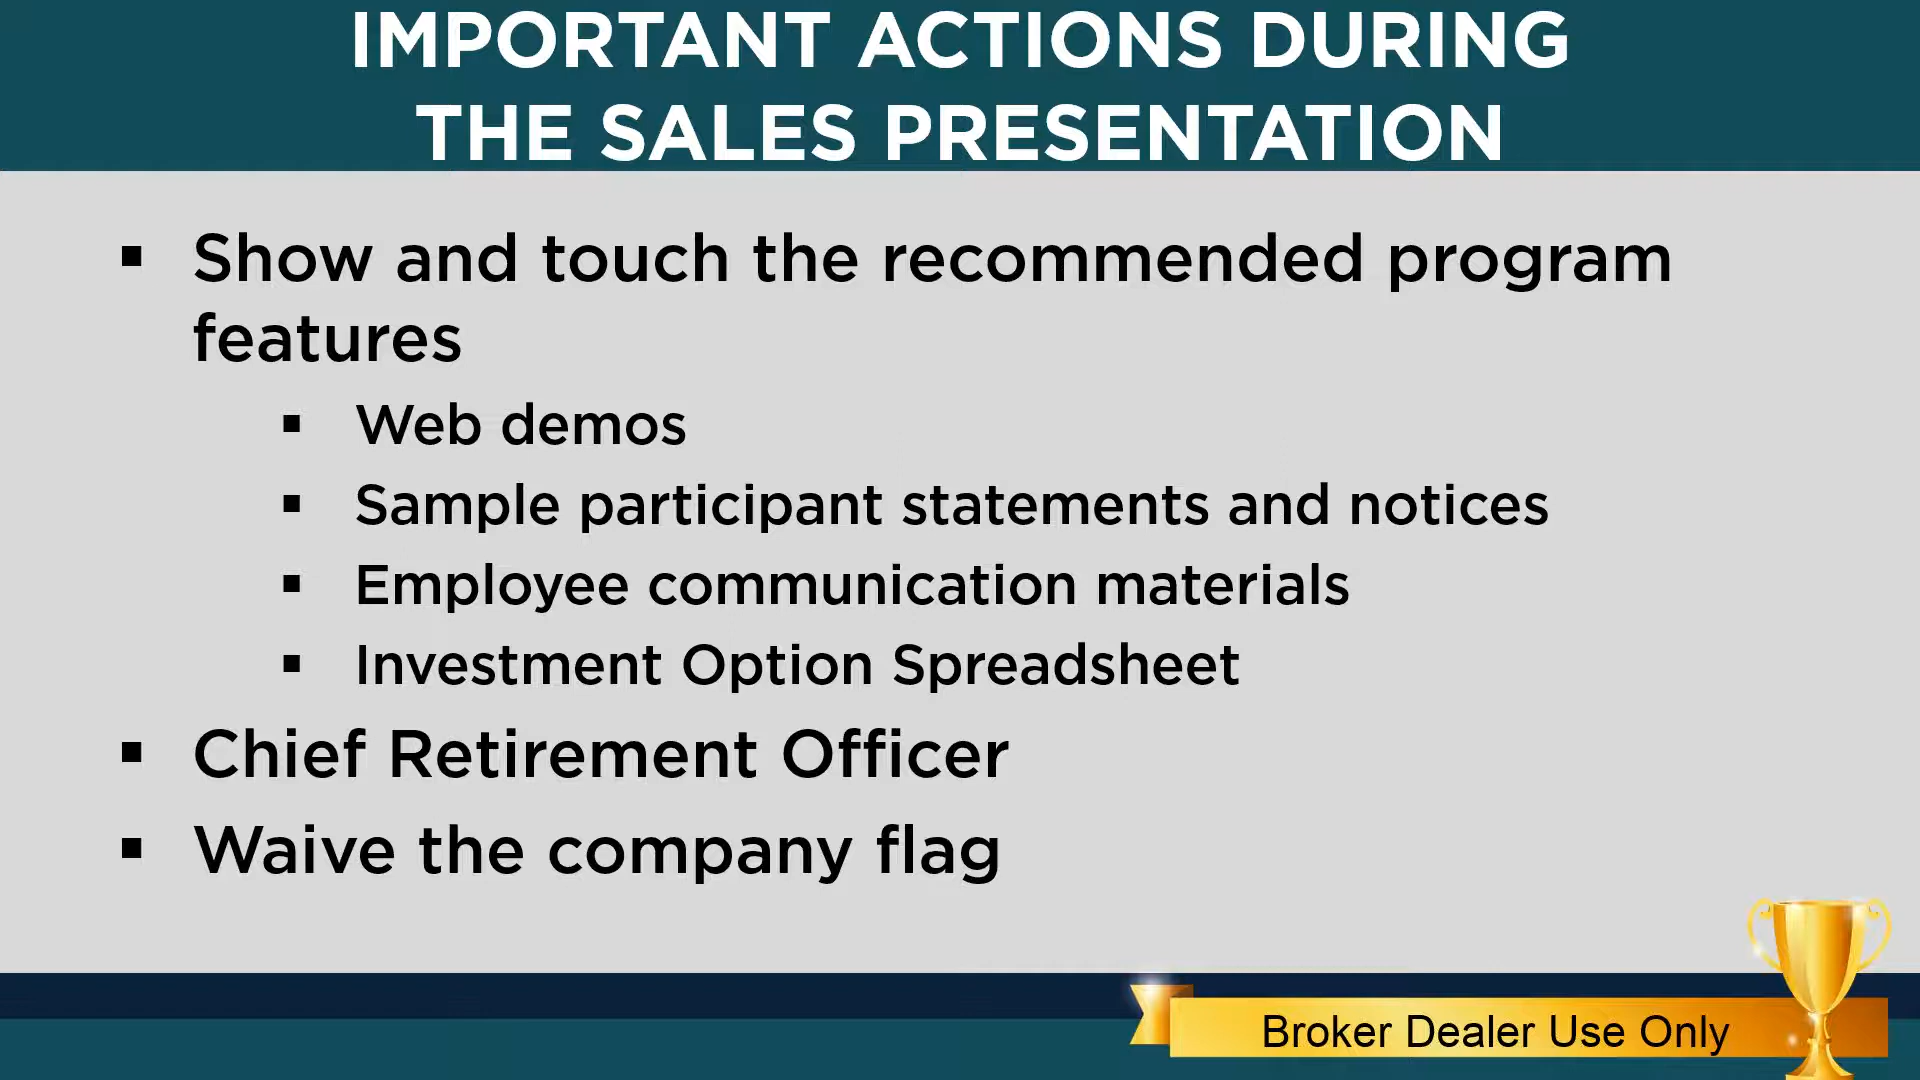 IMPORTANT ACTIONS DURING
THE SALES PRESENTATION
▪ Show and touch the recommended program
features
▪ Web demos
▪ Sample participant statements and notices
▪ Employee communication materials
▪ Investment Option Spreadsheet
▪ Chief Retirement Officer
▪ Waive the company flag
Broker Dealer Use Only